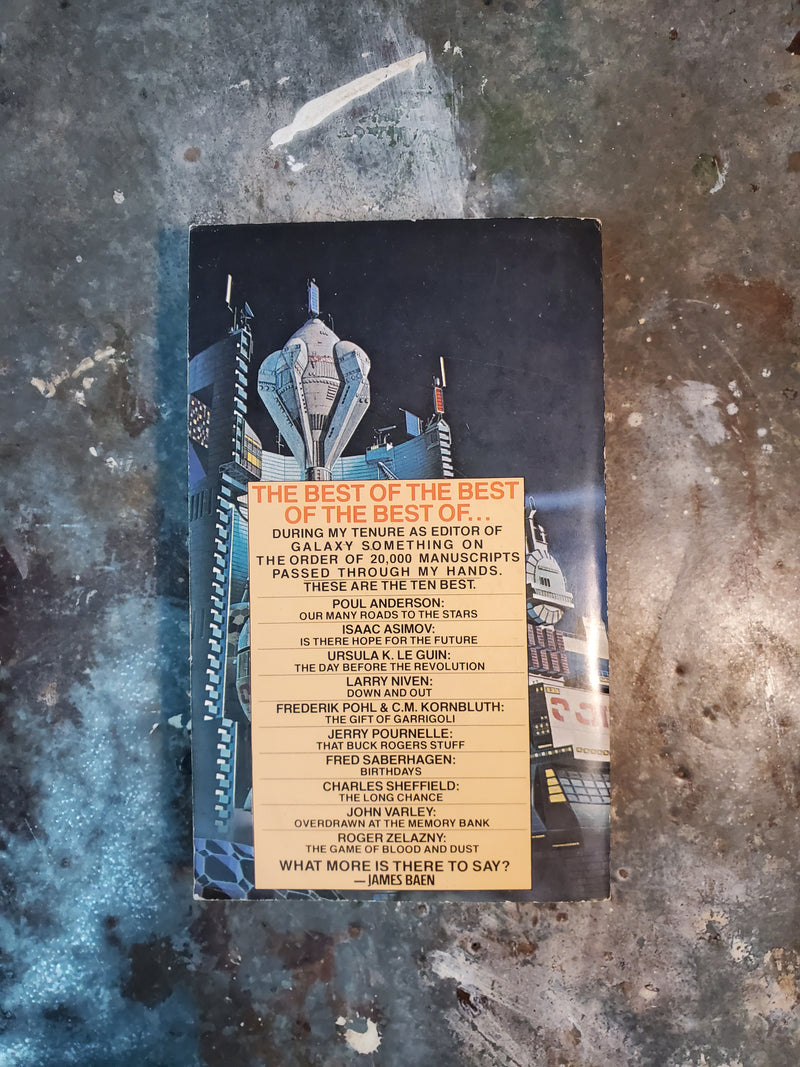 THE BEST OF THE BEST
OF THE BEST OF...
DURING MY TENURE AS EDITOR OF
GALAXY SOMETHING ON
THE ORDER OF 20,000 MANUSCRIPTS
PASSED THROUGH MY HANDS.
THESE ARE THE TEN BEST.
POUL ANDERSON:
OUR MANY ROADS TO THE STARS
ISAAC ASIMOV:
IS THERE HOPE FOR THE FUTURE
URSULA K. LE GUIN:
THE DAY BEFORE THE REVOLUTION
LARRY NIVEN:
DOWN AND OUT
FREDERIK POHL & C.M. KORNBLUTH:
THE GIFT OF GARRIGOLI
JERRY POURNELLE:
THAT BUCK ROGERS STUFF
FRED SABERHAGEN:
BIRTHDAYS
CHARLES SHEFFIELD:
THE LONG CHANCE
JOHN VARLEY:
OVERDRAWN AT THE MEMORY BANK
ROGER ZELAZNY:
THE GAME OF BLOOD AND DUST
WHAT MORE IS THERE TO SAY?
—JAMES BAEN